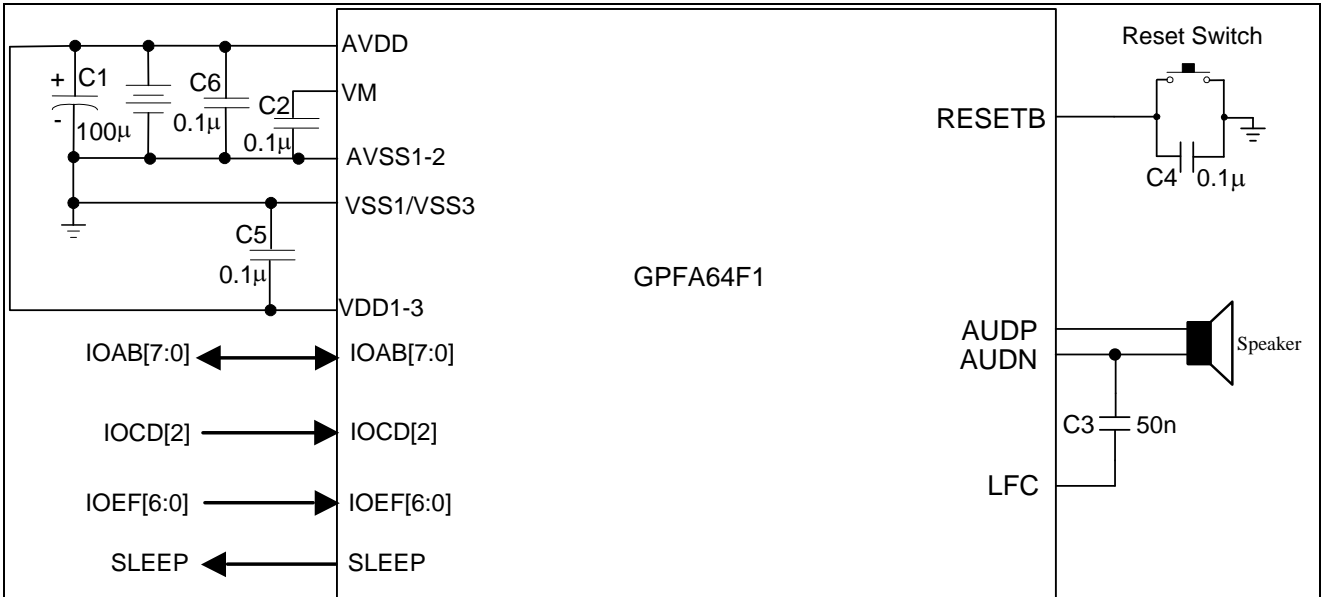 AVDD
+ C1
C6
VM
C2
- 100µ
0.1µ
0.1µ
AVSS1-2
VSS1/VSS3
C5
0.1µ
VDD1-3
IOAB[7:0]
IOAB[7:0]
IOCD[2]
IOCD[2]
IOEF[6:0]
IOEF[6:0]
SLEEP
SLEEP
GPFA64F1
Reset Switch
RESETB
C4 0.1µ
AUDP
AUDN
Speaker
C3 50n
LFC